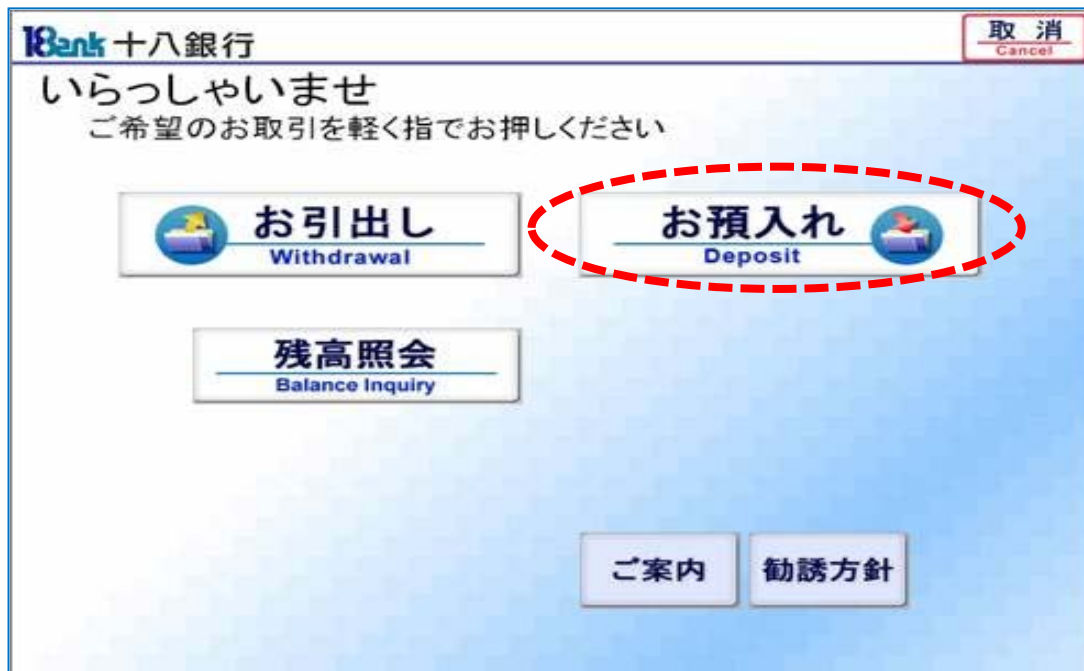 18Bank 十八銀行
取消
Cancel
いらっしゃいませ
ご希望のお取引を軽く指でお押しください
お引出し
Withdrawal
お預入れ
Deposit
残高照会
Balance Inquiry
ご案内
勧誘方針